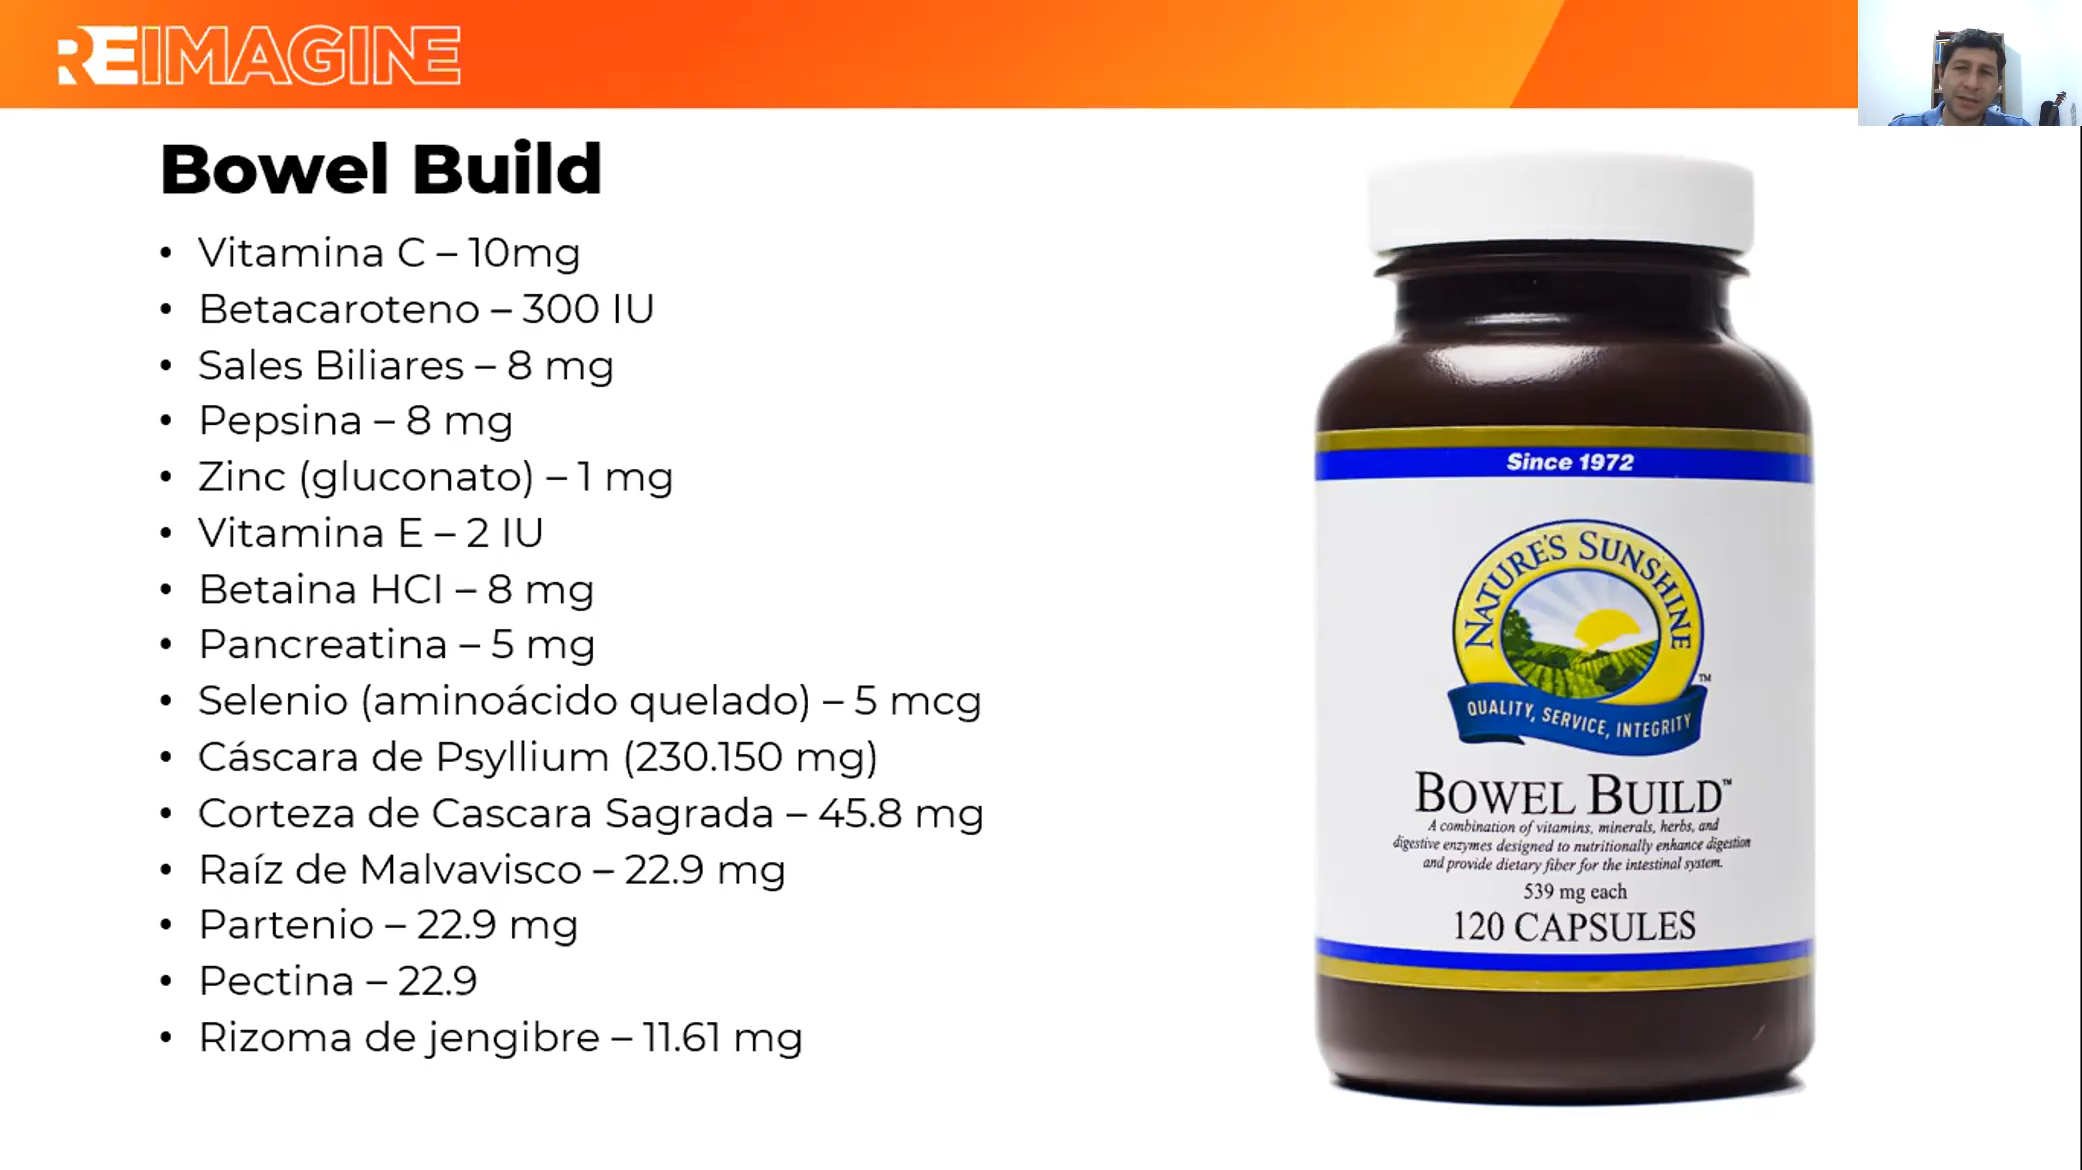 REIMAGINE
Bowel Build
• Vitamina C – 10mg
• Betacaroteno – 300 IU
• Sales Biliares – 8 mg
• Pepsina – 8 mg
• Zinc (gluconato) – 1 mg
• Vitamina E – 2 IU
• Betaina HCl – 8 mg
• Pancreatina – 5 mg
• Selenio (aminoácido quelado) – 5 mcg
• Cáscara de Psyllium (230.150 mg)
• Corteza de Cascara Sagrada – 45.8 mg
• Raíz de Malvavisco – 22.9 mg
• Partenio – 22.9 mg
• Pectina – 22.9
• Rizoma de jengibre – 11.61 mg
Since 1972
NATURE'S SUNSHINE
TM
QUALITY, SERVICE, INTEGRITY
BOWEL BUILD™
A combination of vitamins, minerals, herbs, and
digestive enzymes designed to nutritionally enhance digestion
and provide dietary fiber for the intestinal system.
539 mg each
120 CAPSULES